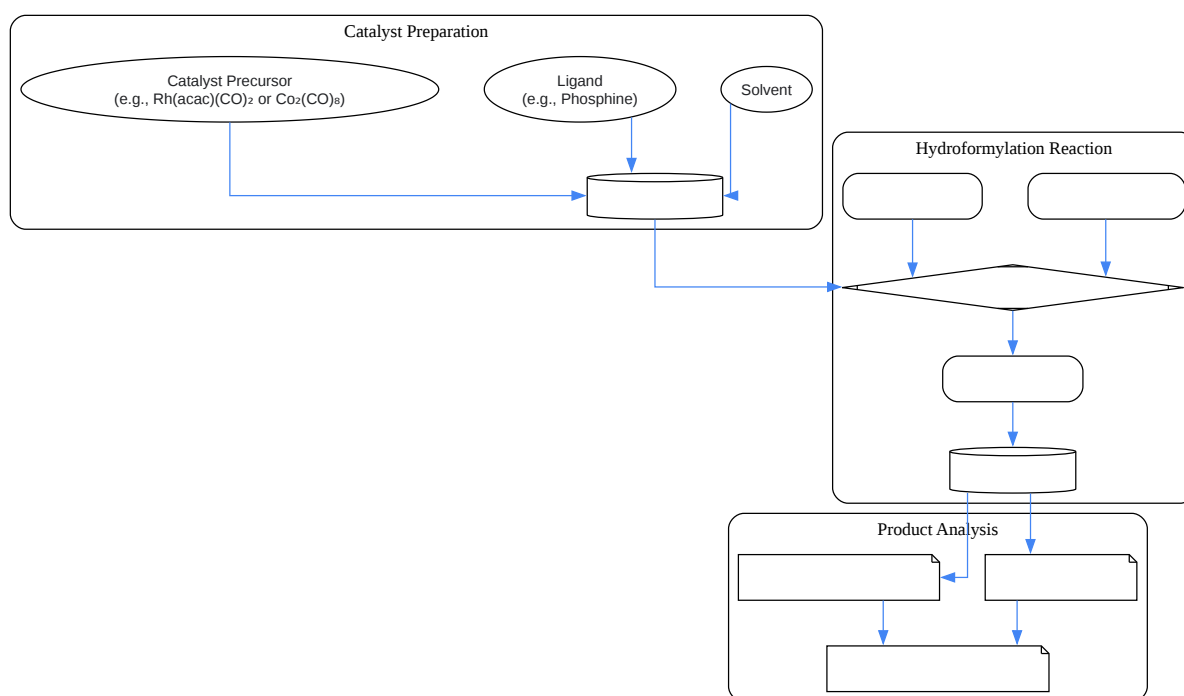 Catalyst Preparation
Catalyst Precursor
(e.g., Rh(acac)(CO)₂ or Co₂(CO)₈)
Ligand
(e.g., Phosphine)
Solvent
Hydroformylation Reaction
Product Analysis